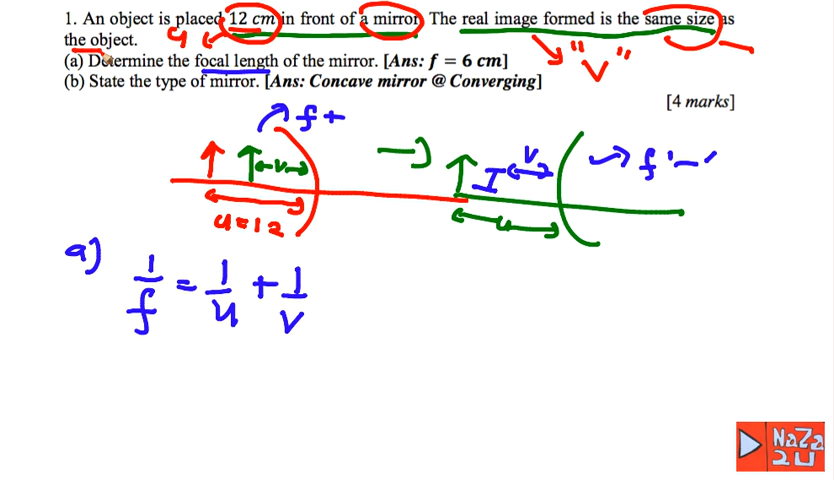 1. An object is placed 12 cm in front of a mirror. The real image formed is the same size as
the object.
(a) Determine the focal length of the mirror. [Ans: f = 6 cm]
(b) State the type of mirror. [Ans: Concave mirror @ Converging]
[4 marks]
u
"V"
f +
v
u = 12
I
v
f '-'
u
a)
1/f = 1/u + 1/v
NaZa
2U